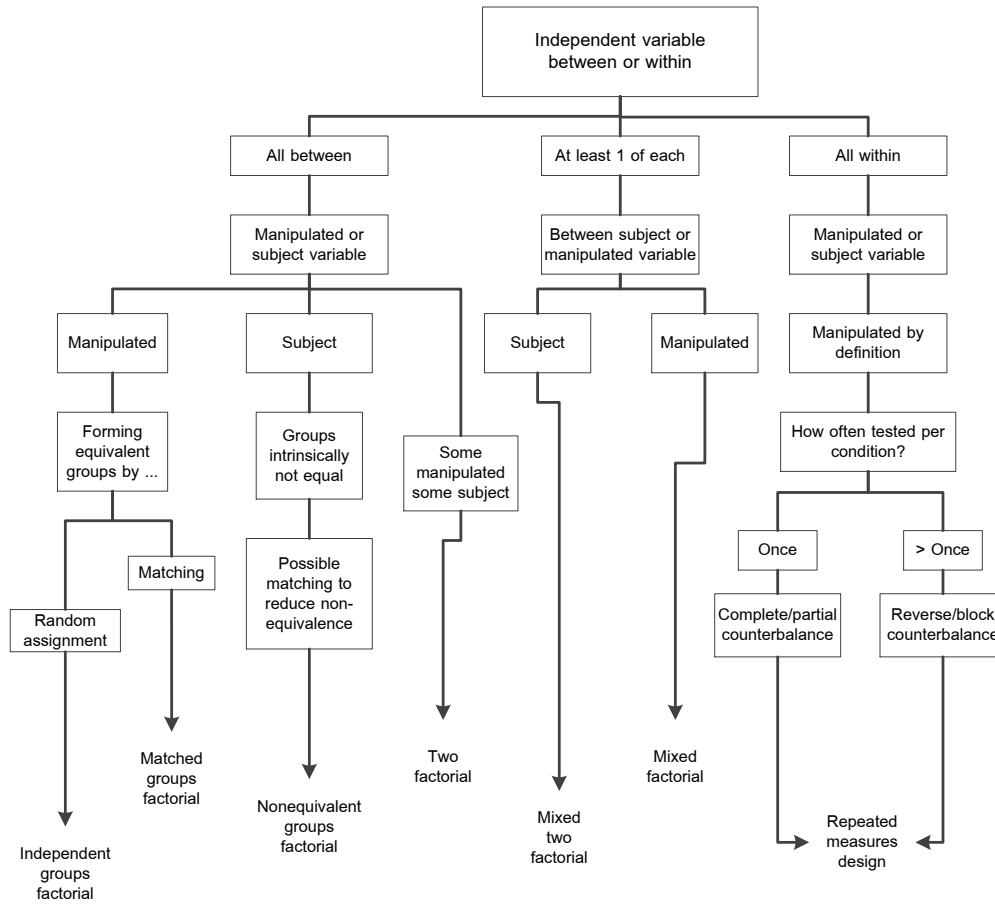 Independent variable
between or within
All between
At least 1 of each
All within
Manipulated or
subject variable
Between subject or
manipulated variable
Manipulated or
subject variable
Manipulated
Subject
Subject
Manipulated
Manipulated by
definition
Forming
equivalent
groups by ...
Groups
intrinsically
not equal
Some
manipulated
some subject
How often tested per
condition?
Once
> Once
Matching
Possible
matching to
reduce non-
equivalence
Random
assignment
Complete/partial
counterbalance
Reverse/block
counterbalance
Matched
groups
factorial
Two
factorial
Mixed
factorial
Nonequivalent
groups
factorial
Mixed
two
factorial
Repeated
measures
design
Independent
groups
factorial